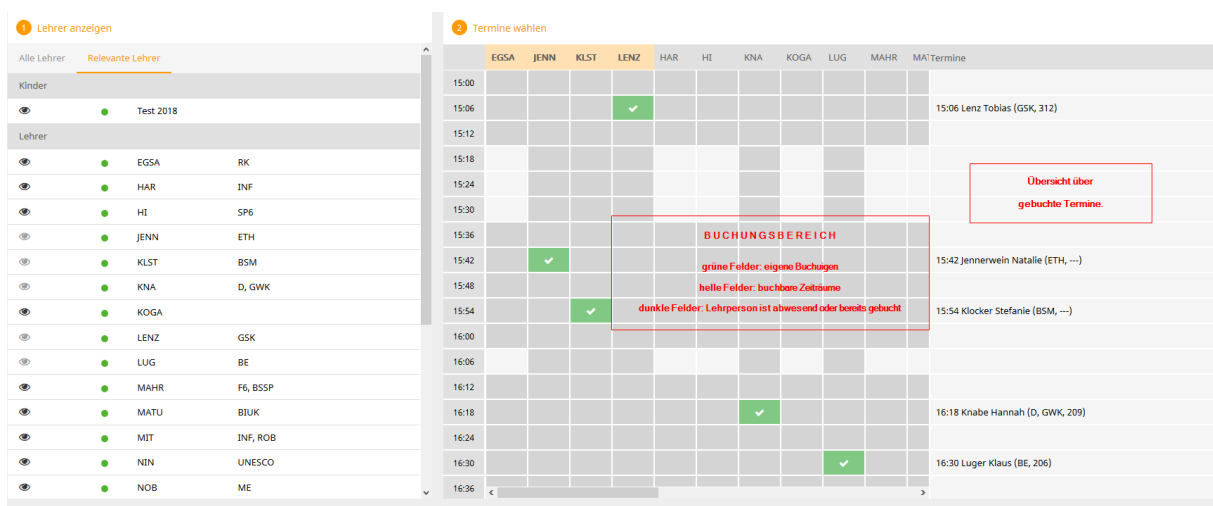 1 Lehrer anzeigen
2 Termine wählen
Alle Lehrer Relevante Lehrer
Kinder
Test 2018
Lehrer
EGSA RK
HAR INF
HI SP6
JENN ETH
KLST BSM
KNA D, GWK
KOGA
LENZ GSK
LUG BE
MAHR F6, BSSP
MATU BIUK
MIT INF, ROB
NIN UNESCO
NOB ME
EGSA JENN KLST LENZ HAR HI KNA KOGA LUG MAHR MAT Termine
15:00
15:06 15:06 Lenz Tobias (GSK, 312)
15:12
15:18
15:24
15:30
15:36
15:42 15:42 Jennerwein Natalie (ETH, ---)
15:48
15:54 15:54 Klocker Stefanie (BSM, ---)
16:00
16:06
16:12
16:18 16:18 Knabe Hannah (D, GWK, 209)
16:24
16:30 16:30 Luger Klaus (BE, 206)
16:36
Übersicht über
gebuchte Termine.
BUCHUNGSBEREICH
grüne Felder: eigene Buchuigen
helle Felder: buchbare Zeiträume
dunkle Felder: Lehrperson ist abwesend oder bereits gebucht